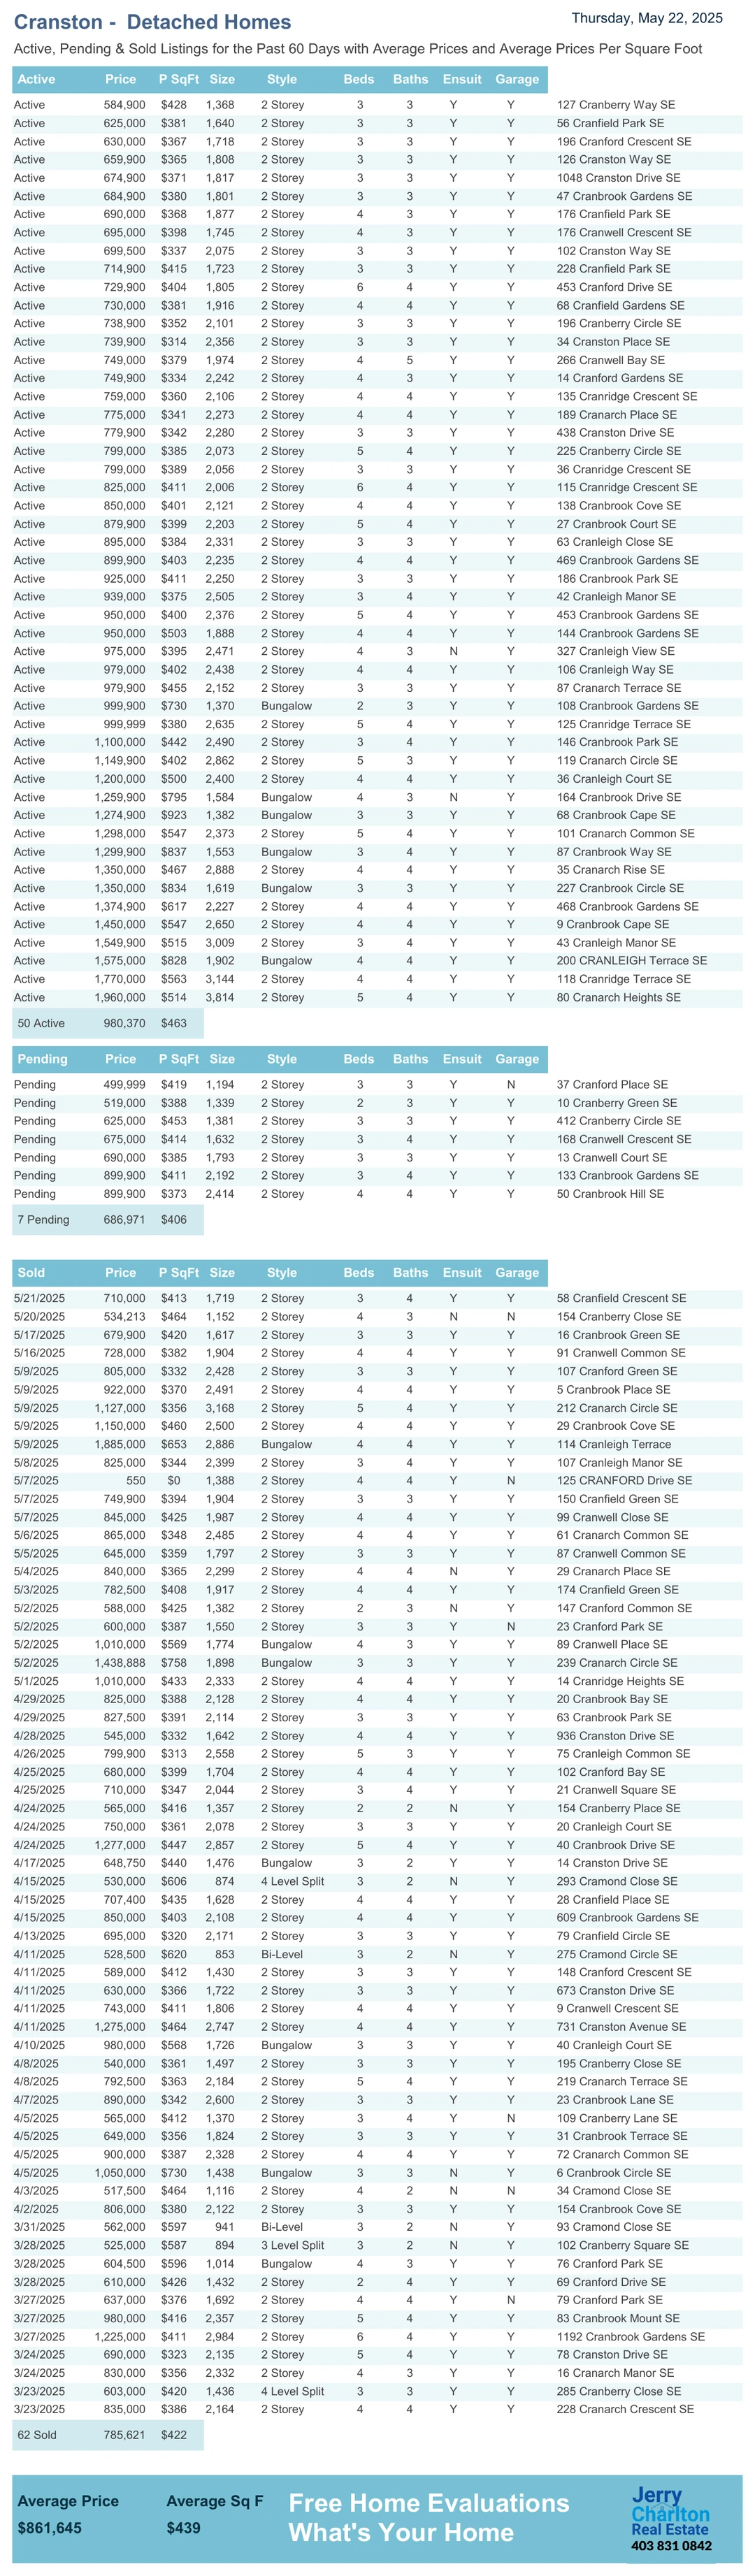 Cranston - Detached Homes
Thursday, May 22, 2025
Active, Pending & Sold Listings for the Past 60 Days with Average Prices and Average Prices Per Square Foot
Active Price P SqFt Size Style Beds Baths Ensuit Garage
Active 584,900 $428 1,368 2 Storey 3 3 Y Y 127 Cranberry Way SE
Active 625,000 $381 1,640 2 Storey 3 3 Y Y 56 Cranfield Park SE
Active 630,000 $367 1,718 2 Storey 3 3 Y Y 196 Cranford Crescent SE
Active 659,900 $365 1,808 2 Storey 3 3 Y Y 126 Cranston Way SE
Active 674,900 $371 1,817 2 Storey 3 3 Y Y 1048 Cranston Drive SE
Active 684,900 $380 1,801 2 Storey 3 3 Y Y 47 Cranbrook Gardens SE
Active 690,000 $368 1,877 2 Storey 4 3 Y Y 176 Cranfield Park SE
Active 695,000 $398 1,745 2 Storey 4 3 Y Y 176 Cranwell Crescent SE
Active 699,500 $337 2,075 2 Storey 3 3 Y Y 102 Cranston Way SE
Active 714,900 $415 1,723 2 Storey 3 3 Y Y 228 Cranfield Park SE
Active 729,900 $404 1,805 2 Storey 6 4 Y Y 453 Cranford Drive SE
Active 730,000 $381 1,916 2 Storey 4 4 Y Y 68 Cranfield Gardens SE
Active 738,900 $352 2,101 2 Storey 3 3 Y Y 196 Cranberry Circle SE
Active 739,900 $314 2,356 2 Storey 3 3 Y Y 34 Cranston Place SE
Active 749,000 $379 1,974 2 Storey 4 5 Y Y 266 Cranwell Bay SE
Active 749,900 $334 2,242 2 Storey 4 3 Y Y 14 Cranford Gardens SE
Active 759,000 $360 2,106 2 Storey 4 4 Y Y 135 Cranridge Crescent SE
Active 775,000 $341 2,273 2 Storey 4 4 Y Y 189 Cranarch Place SE
Active 779,900 $342 2,280 2 Storey 3 3 Y Y 438 Cranston Drive SE
Active 799,000 $385 2,073 2 Storey 5 4 Y Y 225 Cranberry Circle SE
Active 799,000 $389 2,056 2 Storey 3 3 Y Y 36 Cranridge Crescent SE
Active 825,000 $411 2,006 2 Storey 6 4 Y Y 115 Cranridge Crescent SE
Active 850,000 $401 2,121 2 Storey 4 4 Y Y 138 Cranbrook Cove SE
Active 879,900 $399 2,203 2 Storey 5 4 Y Y 27 Cranbrook Court SE
Active 895,000 $384 2,331 2 Storey 3 3 Y Y 63 Cranleigh Close SE
Active 899,900 $403 2,235 2 Storey 4 4 Y Y 469 Cranbrook Gardens SE
Active 925,000 $411 2,250 2 Storey 3 3 Y Y 186 Cranbrook Park SE
Active 939,000 $375 2,505 2 Storey 3 4 Y Y 42 Cranleigh Manor SE
Active 950,000 $400 2,376 2 Storey 5 4 Y Y 453 Cranbrook Gardens SE
Active 950,000 $503 1,888 2 Storey 4 4 Y Y 144 Cranbrook Gardens SE
Active 975,000 $395 2,471 2 Storey 4 3 N Y 327 Cranleigh View SE
Active 979,000 $402 2,438 2 Storey 4 4 Y Y 106 Cranleigh Way SE
Active 979,900 $455 2,152 2 Storey 3 3 Y Y 87 Cranarch Terrace SE
Active 999,900 $730 1,370 Bungalow 2 3 Y Y 108 Cranbrook Gardens SE
Active 999,999 $380 2,635 2 Storey 5 4 Y Y 125 Cranridge Terrace SE
Active 1,100,000 $442 2,490 2 Storey 3 4 Y Y 146 Cranbrook Park SE
Active 1,149,900 $402 2,862 2 Storey 5 3 Y Y 119 Cranarch Circle SE
Active 1,200,000 $500 2,400 2 Storey 4 4 Y Y 36 Cranleigh Court SE
Active 1,259,900 $795 1,584 Bungalow 4 3 N Y 164 Cranbrook Drive SE
Active 1,274,900 $923 1,382 Bungalow 3 3 Y Y 68 Cranbrook Cape SE
Active 1,298,000 $547 2,373 2 Storey 5 4 Y Y 101 Cranarch Common SE
Active 1,299,900 $837 1,553 Bungalow 3 4 Y Y 87 Cranbrook Way SE
Active 1,350,000 $467 2,888 2 Storey 4 4 Y Y 35 Cranarch Rise SE
Active 1,350,000 $834 1,619 Bungalow 3 3 Y Y 227 Cranbrook Circle SE
Active 1,374,900 $617 2,227 2 Storey 4 4 Y Y 468 Cranbrook Gardens SE
Active 1,450,000 $547 2,650 2 Storey 4 4 Y Y 9 Cranbrook Cape SE
Active 1,549,900 $515 3,009 2 Storey 3 4 Y Y 43 Cranleigh Manor SE
Active 1,575,000 $828 1,902 Bungalow 4 4 Y Y 200 CRANLEIGH Terrace SE
Active 1,770,000 $563 3,144 2 Storey 4 4 Y Y 118 Cranridge Terrace SE
Active 1,960,000 $514 3,814 2 Storey 5 4 Y Y 80 Cranarch Heights SE
50 Active 980,370 $463
Pending Price P SqFt Size Style Beds Baths Ensuit Garage
Pending 499,999 $419 1,194 2 Storey 3 3 Y N 37 Cranford Place SE
Pending 519,000 $388 1,339 2 Storey 2 3 Y Y 10 Cranberry Green SE
Pending 625,000 $453 1,381 2 Storey 3 3 Y Y 412 Cranberry Circle SE
Pending 675,000 $414 1,632 2 Storey 3 4 Y Y 168 Cranwell Crescent SE
Pending 690,000 $385 1,793 2 Storey 3 3 Y Y 13 Cranwell Court SE
Pending 899,900 $411 2,192 2 Storey 3 4 Y Y 133 Cranbrook Gardens SE
Pending 899,900 $373 2,414 2 Storey 4 4 Y Y 50 Cranbrook Hill SE
7 Pending 686,971 $406
Sold Price P SqFt Size Style Beds Baths Ensuit Garage
5/21/2025 710,000 $413 1,719 2 Storey 3 4 Y Y 58 Cranfield Crescent SE
5/20/2025 534,213 $464 1,152 2 Storey 4 3 N N 154 Cranberry Close SE
5/17/2025 679,900 $420 1,617 2 Storey 3 3 Y Y 16 Cranbrook Green SE
5/16/2025 728,000 $382 1,904 2 Storey 4 4 Y Y 91 Cranwell Common SE
5/9/2025 805,000 $332 2,428 2 Storey 3 3 Y Y 107 Cranford Green SE
5/9/2025 922,000 $370 2,491 2 Storey 4 4 Y Y 5 Cranbrook Place SE
5/9/2025 1,127,000 $356 3,168 2 Storey 5 4 Y Y 212 Cranarch Circle SE
5/9/2025 1,150,000 $460 2,500 2 Storey 4 4 Y Y 29 Cranbrook Cove SE
5/9/2025 1,885,000 $653 2,886 Bungalow 4 4 Y Y 114 Cranleigh Terrace
5/8/2025 825,000 $344 2,399 2 Storey 3 4 Y Y 107 Cranleigh Manor SE
5/7/2025 550 $0 1,388 2 Storey 4 4 Y N 125 CRANFORD Drive SE
5/7/2025 749,900 $394 1,904 2 Storey 3 3 Y Y 150 Cranfield Green SE
5/7/2025 845,000 $425 1,987 2 Storey 4 4 Y Y 99 Cranwell Close SE
5/6/2025 865,000 $348 2,485 2 Storey 4 4 Y Y 61 Cranarch Common SE
5/5/2025 645,000 $359 1,797 2 Storey 3 3 Y Y 87 Cranwell Common SE
5/4/2025 840,000 $365 2,299 2 Storey 4 4 N Y 29 Cranarch Place SE
5/3/2025 782,500 $408 1,917 2 Storey 4 4 Y Y 174 Cranfield Green SE
5/2/2025 588,000 $425 1,382 2 Storey 2 3 N Y 147 Cranford Common SE
5/2/2025 600,000 $387 1,550 2 Storey 3 3 Y N 23 Cranford Park SE
5/2/2025 1,010,000 $569 1,774 Bungalow 4 3 Y Y 89 Cranwell Place SE
5/2/2025 1,438,888 $758 1,898 Bungalow 3 3 Y Y 239 Cranarch Circle SE
5/1/2025 1,010,000 $433 2,333 2 Storey 4 4 Y Y 14 Cranridge Heights SE
4/29/2025 825,000 $388 2,128 2 Storey 4 4 Y Y 20 Cranbrook Bay SE
4/29/2025 827,500 $391 2,114 2 Storey 3 3 Y Y 63 Cranbrook Park SE
4/28/2025 545,000 $332 1,642 2 Storey 4 4 Y Y 936 Cranston Drive SE
4/26/2025 799,900 $313 2,558 2 Storey 5 3 Y Y 75 Cranleigh Common SE
4/25/2025 680,000 $399 1,704 2 Storey 4 4 Y Y 102 Cranford Bay SE
4/25/2025 710,000 $347 2,044 2 Storey 3 4 Y Y 21 Cranwell Square SE
4/24/2025 565,000 $416 1,357 2 Storey 2 2 N Y 154 Cranberry Place SE
4/24/2025 750,000 $361 2,078 2 Storey 3 3 Y Y 20 Cranleigh Court SE
4/24/2025 1,277,000 $447 2,857 2 Storey 5 4 Y Y 40 Cranbrook Drive SE
4/17/2025 648,750 $440 1,476 Bungalow 3 2 Y Y 14 Cranston Drive SE
4/15/2025 530,000 $606 874 4 Level Split 3 2 N Y 293 Cramond Close SE
4/15/2025 707,400 $435 1,628 2 Storey 4 4 Y Y 28 Cranfield Place SE
4/15/2025 850,000 $403 2,108 2 Storey 4 4 Y Y 609 Cranbrook Gardens SE
4/13/2025 695,000 $320 2,171 2 Storey 3 3 Y Y 79 Cranfield Circle SE
4/11/2025 528,500 $620 853 Bi-Level 3 2 N Y 275 Cramond Circle SE
4/11/2025 589,000 $412 1,430 2 Storey 3 3 Y Y 148 Cranford Crescent SE
4/11/2025 630,000 $366 1,722 2 Storey 3 3 Y Y 673 Cranston Drive SE
4/11/2025 743,000 $411 1,806 2 Storey 4 4 Y Y 9 Cranwell Crescent SE
4/11/2025 1,275,000 $464 2,747 2 Storey 4 4 Y Y 731 Cranston Avenue SE
4/10/2025 980,000 $568 1,726 Bungalow 3 3 Y Y 40 Cranleigh Court SE
4/8/2025 540,000 $361 1,497 2 Storey 3 3 Y Y 195 Cranberry Close SE
4/8/2025 792,500 $363 2,184 2 Storey 5 4 Y Y 219 Cranarch Terrace SE
4/7/2025 890,000 $342 2,600 2 Storey 3 3 Y Y 23 Cranbrook Lane SE
4/5/2025 565,000 $412 1,370 2 Storey 3 4 Y N 109 Cranberry Lane SE
4/5/2025 649,000 $356 1,824 2 Storey 3 3 Y Y 31 Cranbrook Terrace SE
4/5/2025 900,000 $387 2,328 2 Storey 4 4 Y Y 72 Cranarch Common SE
4/5/2025 1,050,000 $730 1,438 Bungalow 3 3 N Y 6 Cranbrook Circle SE
4/3/2025 517,500 $464 1,116 2 Storey 4 2 N N 34 Cramond Close SE
4/2/2025 806,000 $380 2,122 2 Storey 3 3 Y Y 154 Cranbrook Cove SE
3/31/2025 562,000 $597 941 Bi-Level 3 2 N Y 93 Cramond Close SE
3/28/2025 525,000 $587 894 3 Level Split 3 2 N Y 102 Cranberry Square SE
3/28/2025 604,500 $596 1,014 Bungalow 4 3 Y Y 76 Cranford Park SE
3/28/2025 610,000 $426 1,432 2 Storey 2 4 Y Y 69 Cranford Drive SE
3/27/2025 637,000 $376 1,692 2 Storey 4 4 Y N 79 Cranford Park SE
3/27/2025 980,000 $416 2,357 2 Storey 5 4 Y Y 83 Cranbrook Mount SE
3/27/2025 1,225,000 $411 2,984 2 Storey 6 4 Y Y 1192 Cranbrook Gardens SE
3/24/2025 690,000 $323 2,135 2 Storey 5 4 Y Y 78 Cranston Drive SE
3/24/2025 830,000 $356 2,332 2 Storey 4 3 Y Y 16 Cranarch Manor SE
3/23/2025 603,000 $420 1,436 4 Level Split 3 3 Y Y 285 Cranberry Close SE
3/23/2025 835,000 $386 2,164 2 Storey 4 4 Y Y 228 Cranarch Crescent SE
62 Sold 785,621 $422
Average Price Average Sq F
$861,645 $439
Free Home Evaluations
What's Your Home
Jerry
Charlton
Real Estate
403 831 0842